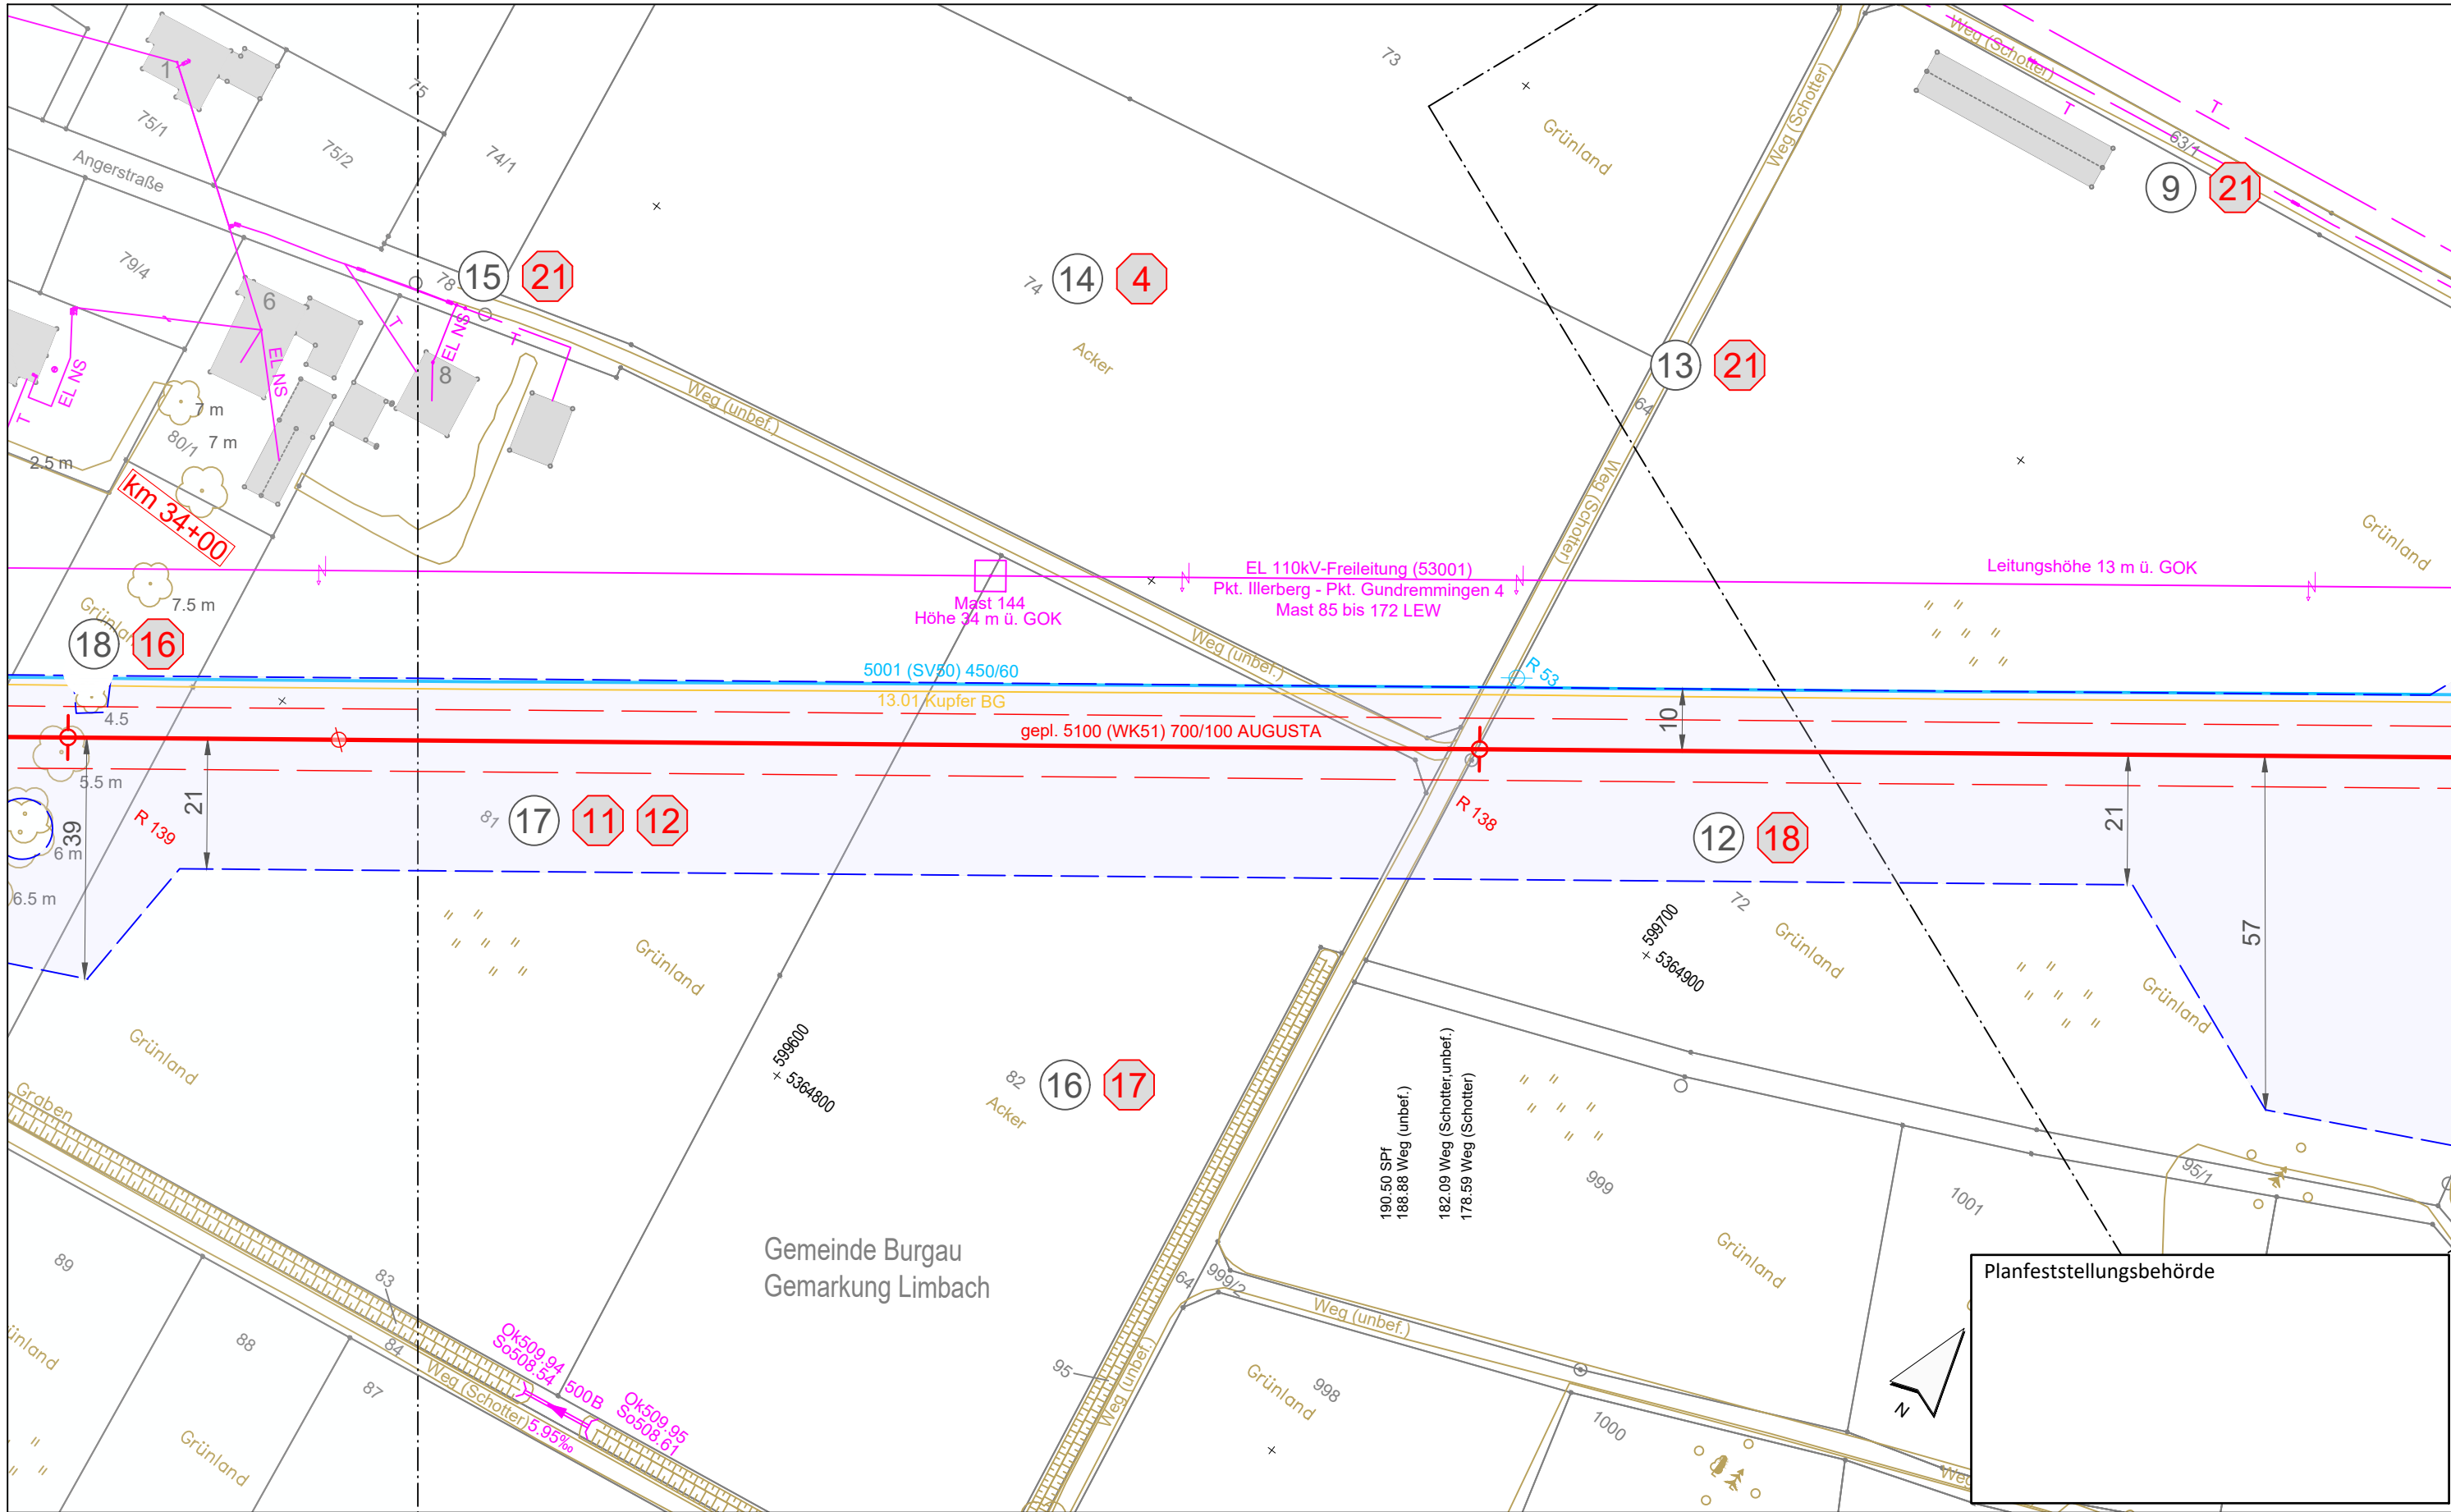 1
75/1
75
75/2
74/1
Angerstraße
79/4
6
78
15
21
T
EL NS
T
8
EL NS
EL NS
T
7 m
7 m
80/1
2.5 m
km 34+00
7.5 m
18
16
4.5
5.5 m
39
6 m
6.5 m
R 139
21
73
Grünland
Weg (Schotter)
Weg (Schotter)
T
T
63/1
9
21
74
14
4
Acker
13
21
64
Weg (unbef.)
Weg (Schotter)
Grünland
N
N
EL 110kV-Freileitung (53001)
Pkt. Illerberg - Pkt. Gundremmingen 4
Mast 85 bis 172 LEW
N
Leitungshöhe 13 m ü. GOK
N
Mast 144
Höhe 34 m ü. GOK
Weg (unbef.)
5001 (SV50) 450/60
R 53
13.01 Kupfer BG
gepl. 5100 (WK51) 700/100 AUGUSTA
10
R 138
81
17
11
12
12
18
21
57
72
Grünland
Grünland
Grünland
Grünland
599700
5364900
599600
5364800
82
16
17
Acker
Graben
190.50 SPf
188.88 Weg (unbef.)
182.09 Weg (Schotter,unbef.)
178.59 Weg (Schotter)
999
1001
95/1
Grünland
Gemeinde Burgau
Gemarkung Limbach
89
88
83
84
87
Weg (Schotter)
Ok509.94
So508.54
500B
Ok509.95
So508.61
5.95‰
Grünland
64
999/2
Weg (unbef.)
Weg (unbef.)
95
Grünland
998
1000
N
Planfeststellungsbehörde